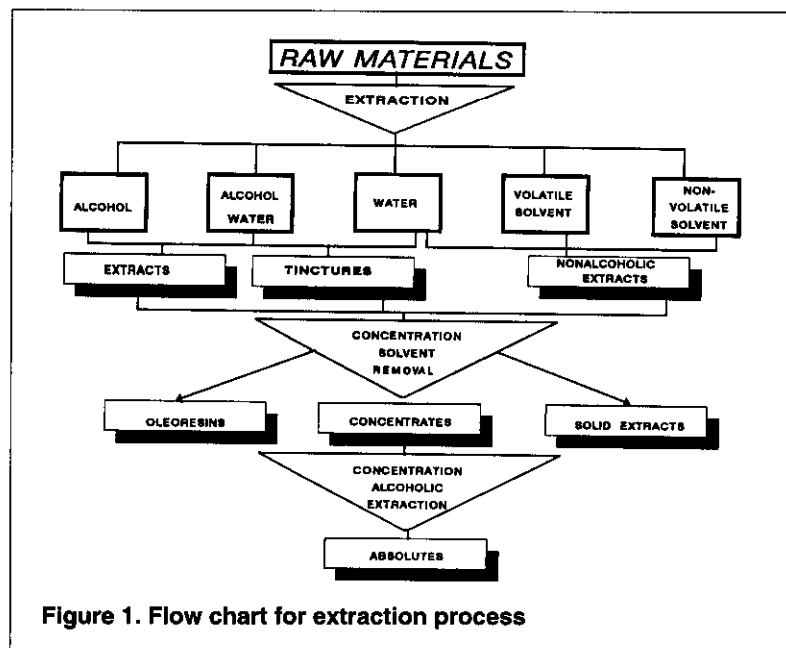 RAW MATERIALS
EXTRACTION
ALCOHOL
ALCOHOL
WATER
WATER
VOLATILE
SOLVENT
NON-
VOLATILE
SOLVENT
EXTRACTS
TINCTURES
NONALCOHOLIC
EXTRACTS
CONCENTRATION
SOLVENT
REMOVAL
OLEORESINS
CONCENTRATES
SOLID EXTRACTS
CONCENTRATION
ALCOHOLIC
EXTRACTION
ABSOLUTES
Figure 1. Flow chart for extraction process